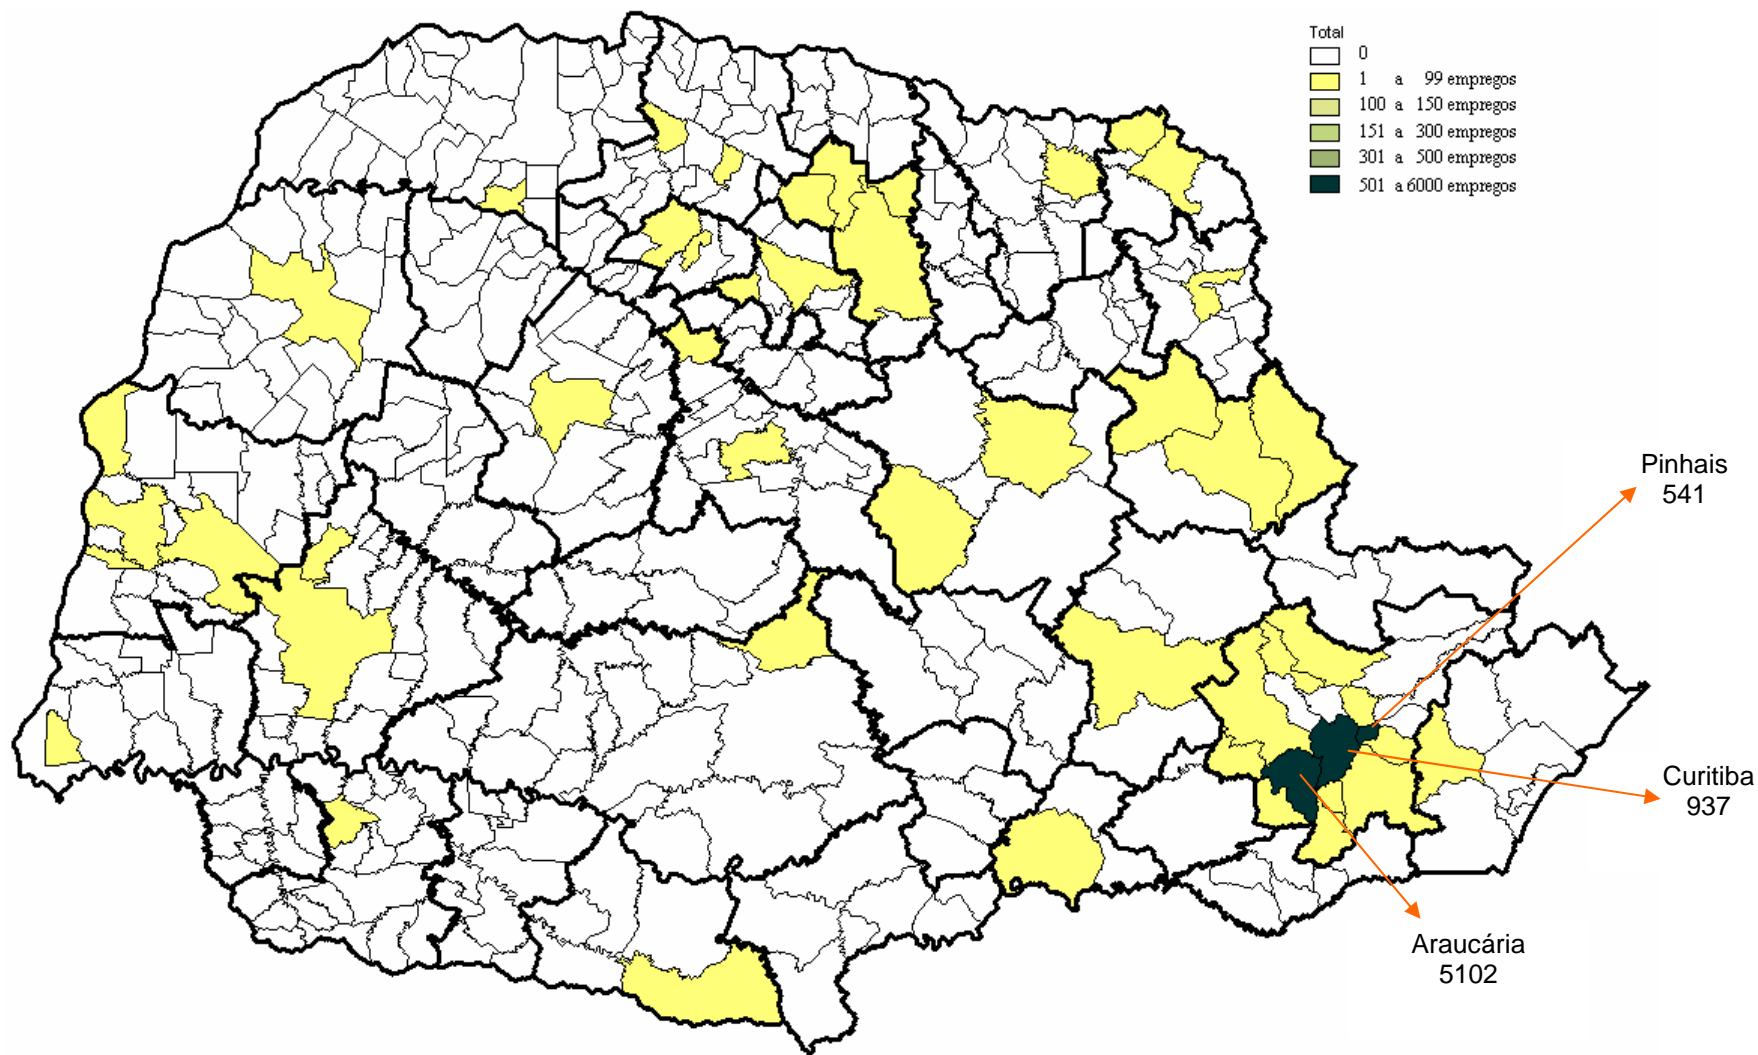 Total
0
1 a 99 empregos
100 a 150 empregos
151 a 300 empregos
301 a 500 empregos
501 a 6000 empregos
Pinhais
541
Curitiba
937
Araucária
5102